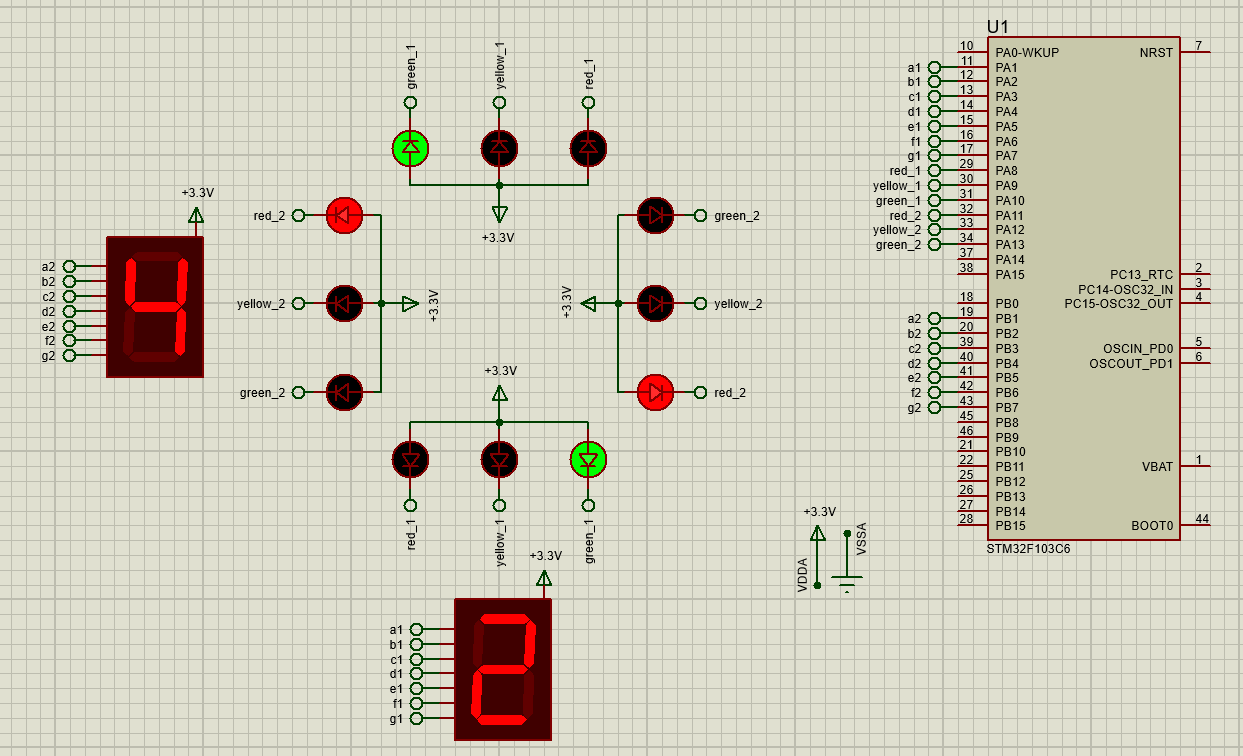 green_1
yellow_1
red_1
+3.3V
red_2
yellow_2
green_2
+3.3V
+3.3V
green_2
yellow_2
red_2
+3.3V
+3.3V
a2
b2
c2
d2
e2
f2
g2
4
+3.3V
red_1
yellow_1
green_1
+3.3V
a1
b1
c1
d1
e1
f1
g1
2
+3.3V
VDDA
VSSA
U1
10 PA0-WKUP NRST 7
a1 11 PA1
b1 12 PA2
c1 13 PA3
d1 14 PA4
e1 15 PA5
f1 16 PA6
g1 17 PA7
red_1 29 PA8
yellow_1 30 PA9
green_1 31 PA10
red_2 32 PA11
yellow_2 33 PA12
green_2 34 PA13
37 PA14
38 PA15 PC13_RTC 2
PC14-OSC32_IN 3
18 PB0 PC15-OSC32_OUT 4
a2 19 PB1
b2 20 PB2
c2 39 PB3 OSCIN_PD0 5
d2 40 PB4 OSCOUT_PD1 6
e2 41 PB5
f2 42 PB6
g2 43 PB7
45 PB8
46 PB9
21 PB10
22 PB11 VBAT 1
25 PB12
26 PB13
27 PB14
28 PB15 BOOT0 44
STM32F103C6